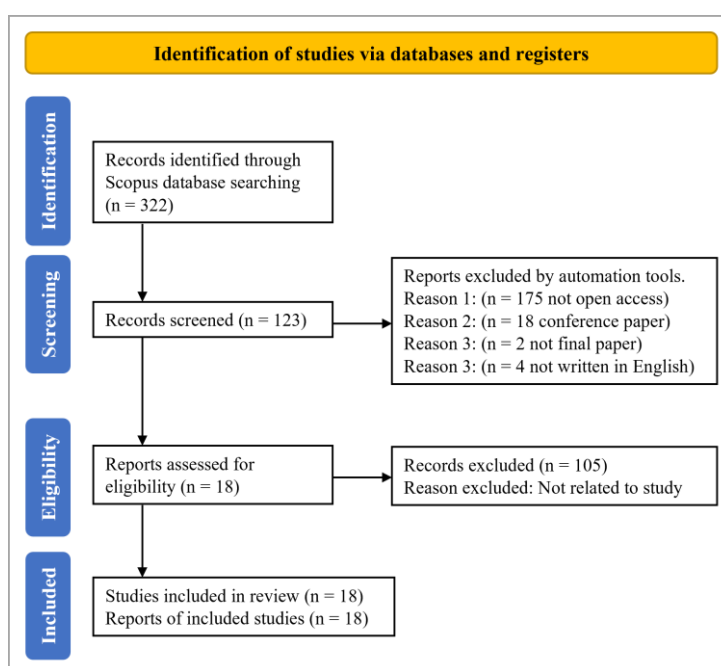 Identification of studies via databases and registers
Identification
Records identified through
Scopus database searching
(n = 322)
Screening
Records screened (n = 123)
Reports excluded by automation tools.
Reason 1: (n = 175 not open access)
Reason 2: (n = 18 conference paper)
Reason 3: (n = 2 not final paper)
Reason 3: (n = 4 not written in English)
Eligibility
Reports assessed for
eligibility (n = 18)
Records excluded (n = 105)
Reason excluded: Not related to study
Included
Studies included in review (n = 18)
Reports of included studies (n = 18)